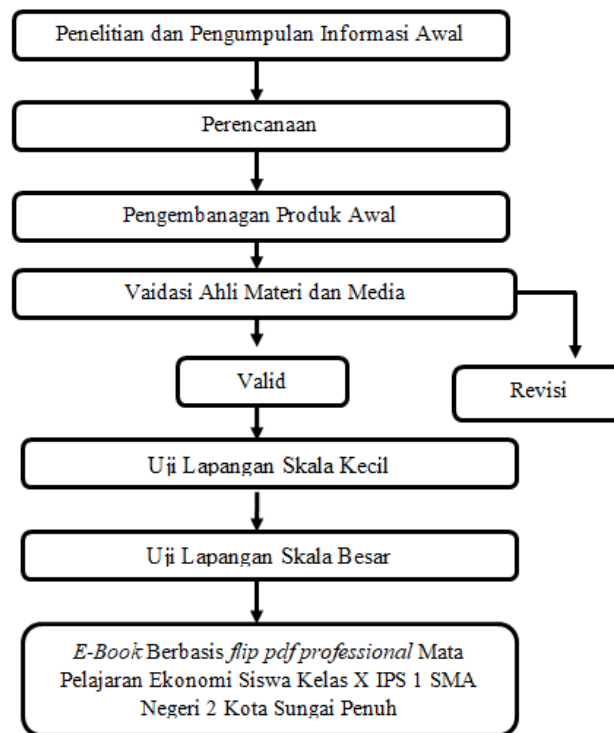 Penelitian dan Pengumpulan Informasi Awal
Perencanaan
Pengembanagan Produk Awal
Vaidasi Ahli Materi dan Media
Valid
Revisi
Uji Lapangan Skala Kecil
Uji Lapangan Skala Besar
E-Book Berbasis flip pdf professional Mata
Pelajaran Ekonomi Siswa Kelas X IPS 1 SMA
Negeri 2 Kota Sungai Penuh